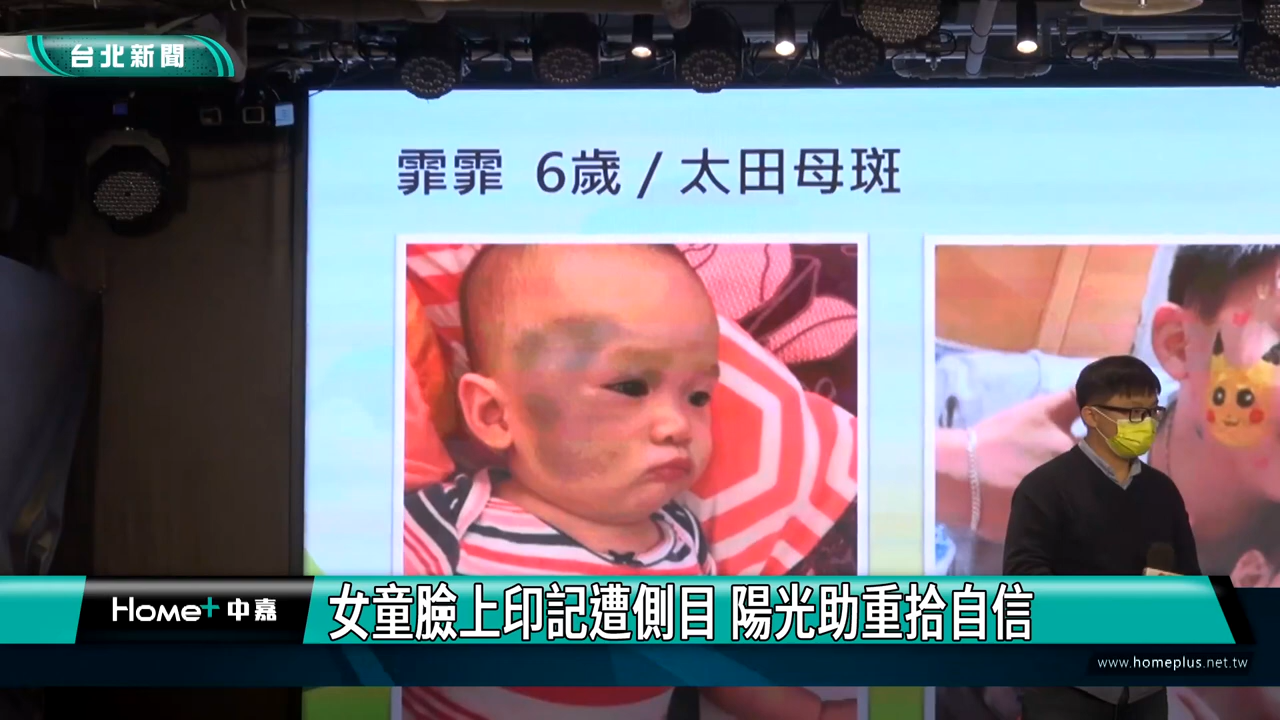 台北新聞
霏霏 6歲 / 太田母斑
Home+ 中嘉
女童臉上印記遭側目 陽光助重拾自信
www.homeplus.net.tw